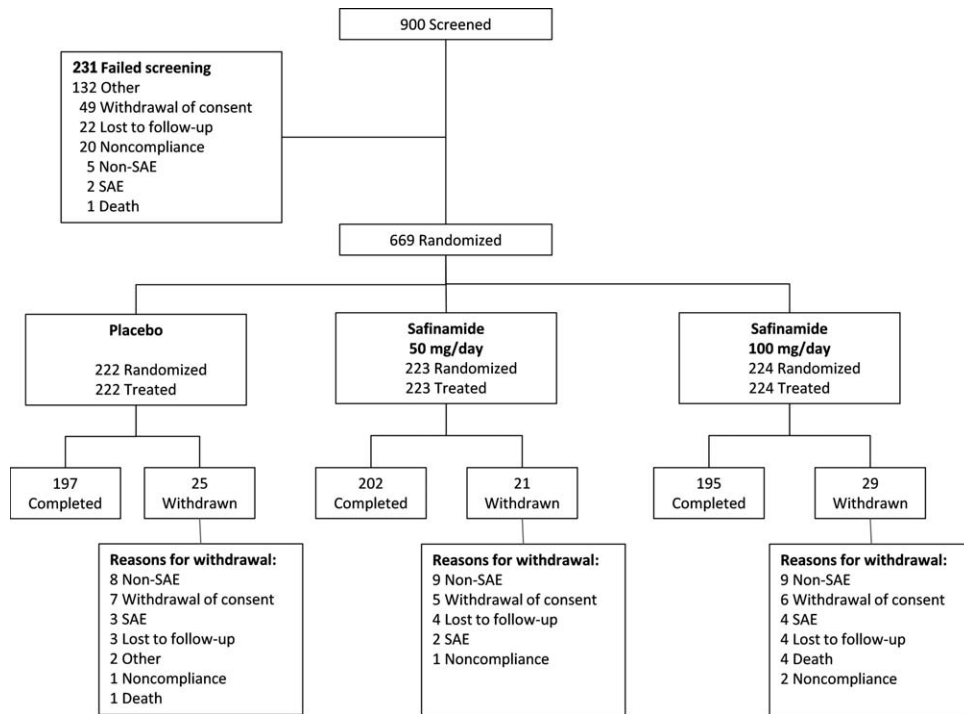 900 Screened
231 Failed screening
132 Other
49 Withdrawal of consent
22 Lost to follow-up
20 Noncompliance
5 Non-SAE
2 SAE
1 Death
669 Randomized
Placebo
222 Randomized
222 Treated
Safinamide
50 mg/day
223 Randomized
223 Treated
Safinamide
100 mg/day
224 Randomized
224 Treated
197
Completed
25
Withdrawn
202
Completed
21
Withdrawn
195
Completed
29
Withdrawn
Reasons for withdrawal:
8 Non-SAE
7 Withdrawal of consent
3 SAE
3 Lost to follow-up
2 Other
1 Noncompliance
1 Death
Reasons for withdrawal:
9 Non-SAE
5 Withdrawal of consent
4 Lost to follow-up
2 SAE
1 Noncompliance
Reasons for withdrawal:
9 Non-SAE
6 Withdrawal of consent
4 SAE
4 Lost to follow-up
4 Death
2 Noncompliance